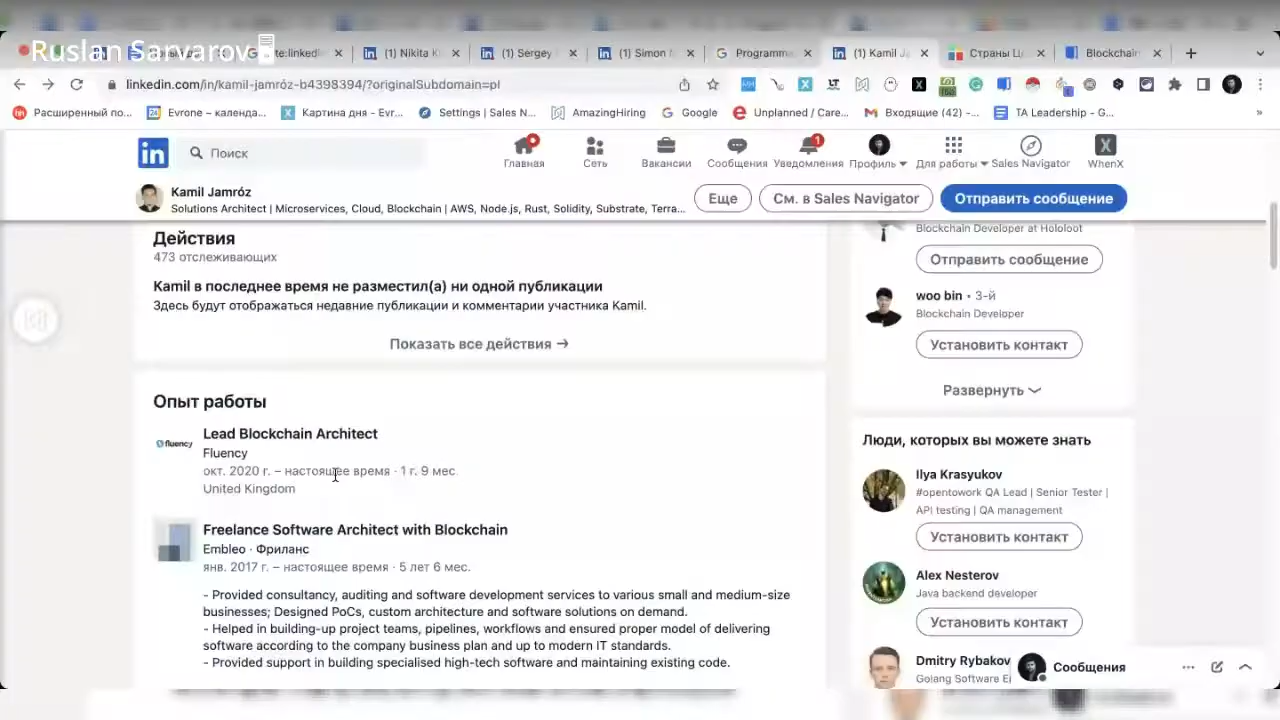 Ruslan Sarvarov
:linkedl
(1) Nikita K
(1) Sergey
(1) Simon
Programme
(1) Kamil Ja
Страны Ц
Blockchain
linkedin.com/in/kamil-jamróz-b4398394/?originalSubdomain=pl
Расширенный по...
Evrone – календа...
Картина дня - Evr...
Settings | Sales N...
AmazingHiring
Google
Unplanned / Care...
Входящие (42) -...
TA Leadership - G...
»
in
Поиск
Главная
Сеть
Вакансии
Сообщения
1
Уведомления
Профиль
Для работы
Sales Navigator
WhenX
Kamil Jamróz
Solutions Architect | Microservices, Cloud, Blockchain | AWS, Node.js, Rust, Solidity, Substrate, Terra...
Еще
См. в Sales Navigator
Отправить сообщение
Действия
473 отслеживающих
Kamil в последнее время не разместил(а) ни одной публикации
Здесь будут отображаться недавние публикации и комментарии участника Kamil.
Показать все действия →
Опыт работы
fluency
Lead Blockchain Architect
Fluency
окт. 2020 г. – настоящее время · 1 г. 9 мес.
United Kingdom
Freelance Software Architect with Blockchain
Embleo · Фриланс
янв. 2017 г. – настоящее время · 5 лет 6 мес.
- Provided consultancy, auditing and software development services to various small and medium-size
businesses; Designed PoCs, custom architecture and software solutions on demand.
- Helped in building-up project teams, pipelines, workflows and ensured proper model of delivering
software according to the company business plan and up to modern IT standards.
- Provided support in building specialised high-tech software and maintaining existing code.
Blockchain Developer at Hololoot
Отправить сообщение
woo bin • 3-й
Blockchain Developer
Установить контакт
Развернуть
Люди, которых вы можете знать
Ilya Krasyukov
#opentowork QA Lead | Senior Tester |
API testing | QA management
Установить контакт
Alex Nesterov
Java backend developer
Установить контакт
Dmitry Rybakov
Golang Software E
Сообщения